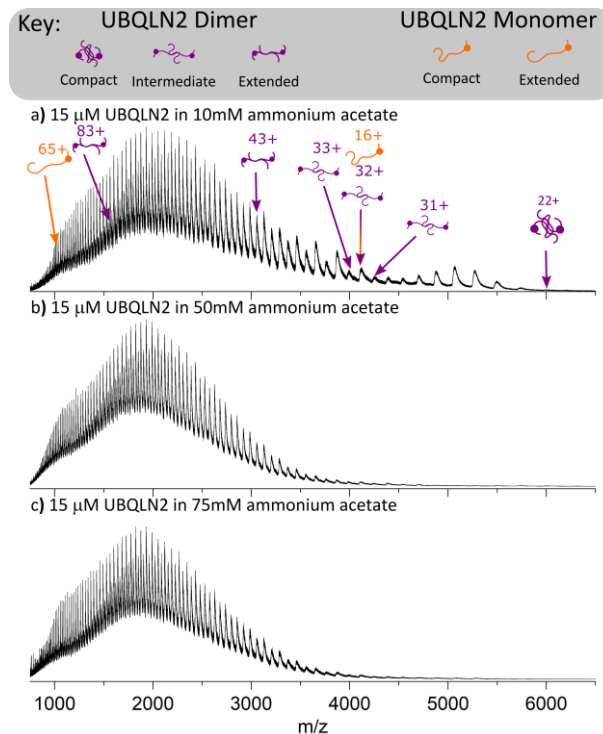 Key: UBQLN2 Dimer UBQLN2 Monomer
Compact Intermediate Extended Compact Extended
a) 15 μM UBQLN2 in 10mM ammonium acetate
65+ 83+ 43+ 33+ 16+
32+ 31+ 22+
b) 15 μM UBQLN2 in 50mM ammonium acetate
c) 15 μM UBQLN2 in 75mM ammonium acetate
1000 2000 3000 4000 5000 6000
m/z